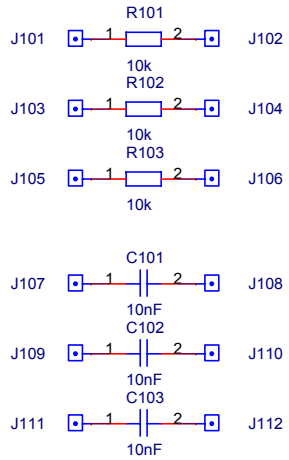 R101
J101 1 2 J102
10k
R102
J103 1 2 J104
10k
R103
J105 1 2 J106
10k
C101
J107 1 2 J108
10nF
C102
J109 1 2 J110
10nF
C103
J111 1 2 J112
10nF